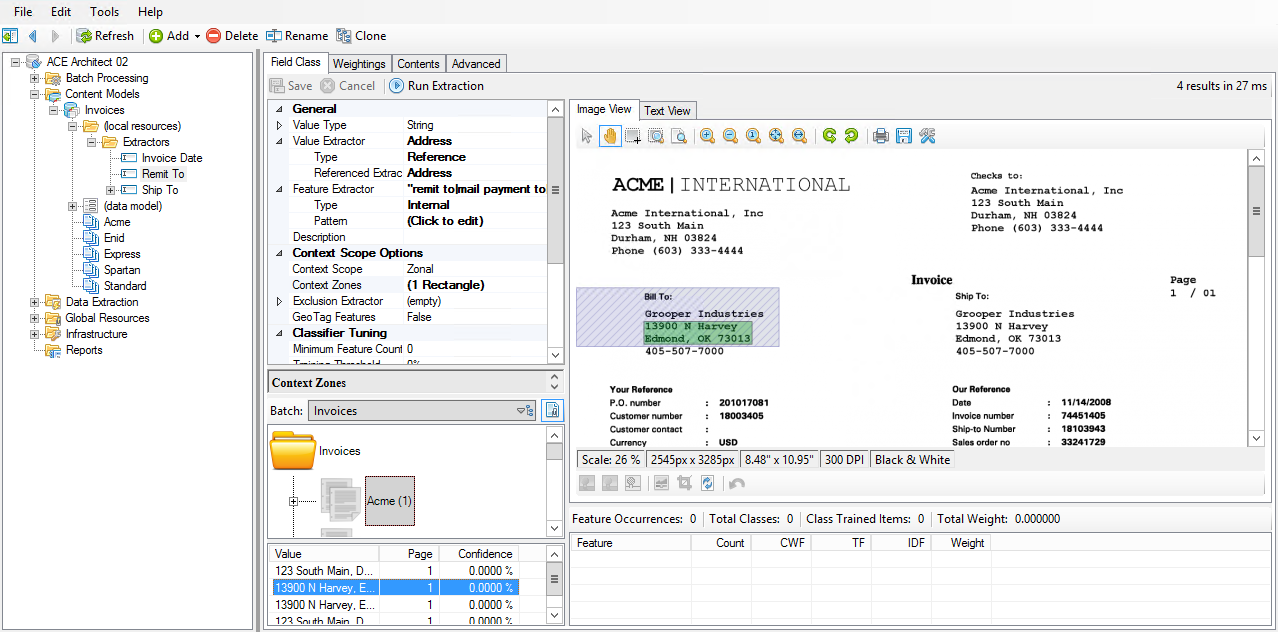 File Edit Tools Help
Refresh Add Delete Rename Clone
ACE Architect 02
Batch Processing
Content Models
Invoices
(local resources)
Extractors
Invoice Date
Remit To
Ship To
(data model)
Acme
Enid
Express
Spartan
Standard
Data Extraction
Global Resources
Infrastructure
Reports
Field Class Weightings Contents Advanced
Save Cancel Run Extraction
4 results in 27 ms
General
Value Type String
Value Extractor Address
Type Reference
Referenced Extrac Address
Feature Extractor "remit to|mail payment to
Type Internal
Pattern (Click to edit)
Description
Context Scope Options
Context Scope Zonal
Context Zones (1 Rectangle)
Exclusion Extractor (empty)
GeoTag Features False
Classifier Tuning
Minimum Feature Count 0
Training Threshold 0%
Context Zones
Batch: Invoices
Invoices
Acme (1)
Value Page Confidence
123 South Main, D... 1 0.0000 %
13900 N Harvey, E... 1 0.0000 %
13900 N Harvey, E... 1 0.0000 %
123 South Main, D... 1 0.0000 %
Image View Text View
ACME|INTERNATIONAL
Acme International, Inc
123 South Main
Durham, NH 03824
Phone (603) 333-4444
Checks to:
Acme International, Inc
123 South Main
Durham, NH 03824
Phone (603) 333-4444
Invoice
Page
1 / 01
Bill To:
Grooper Industries
13900 N Harvey
Edmond, OK 73013
405-507-7000
Ship To:
Grooper Industries
13900 N Harvey
Edmond, OK 73013
405-507-7000
Your Reference
P.O. number : 201017081
Customer number : 18003405
Customer contact :
Currency : USD
Our Reference
Date : 11/14/2008
Invoice number : 74451405
Ship-to Number : 18103943
Sales order no : 33241729
Scale: 26 % 2545px x 3285px 8.48" x 10.95" 300 DPI Black & White
Feature Occurrences: 0 Total Classes: 0 Class Trained Items: 0 Total Weight: 0.000000
Feature Count CWF TF IDF Weight